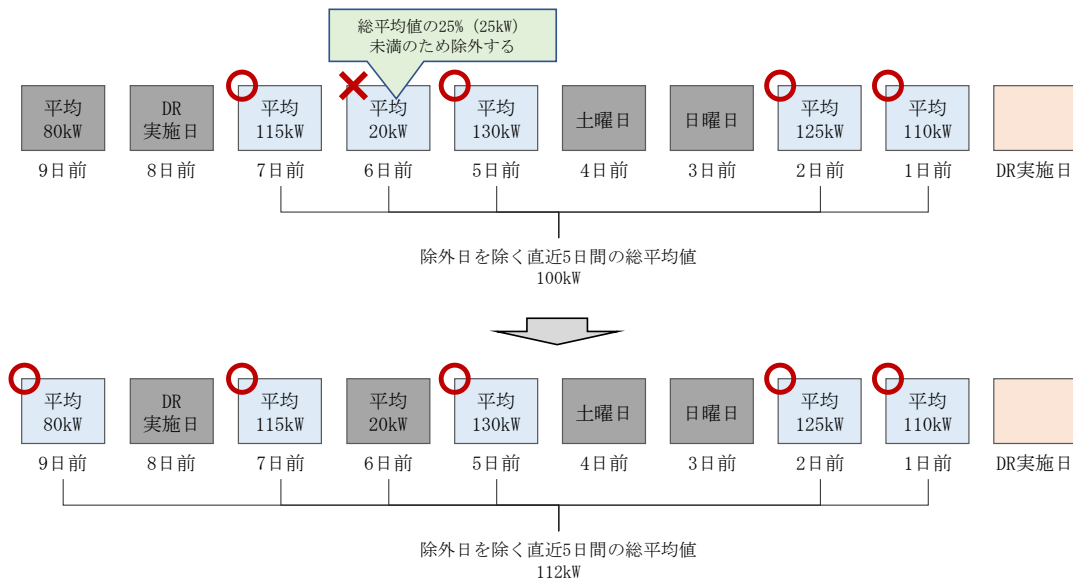 総平均値の25% (25kW)
未満のため除外する
平均
80kW
DR
実施日
平均
115kW
平均
20kW
平均
130kW
土曜日
日曜日
平均
125kW
平均
110kW
9日前
8日前
7日前
6日前
5日前
4日前
3日前
2日前
1日前
DR実施日
除外日を除く直近5日間の総平均値
100kW
平均
80kW
DR
実施日
平均
115kW
平均
20kW
平均
130kW
土曜日
日曜日
平均
125kW
平均
110kW
9日前
8日前
7日前
6日前
5日前
4日前
3日前
2日前
1日前
DR実施日
除外日を除く直近5日間の総平均値
112kW